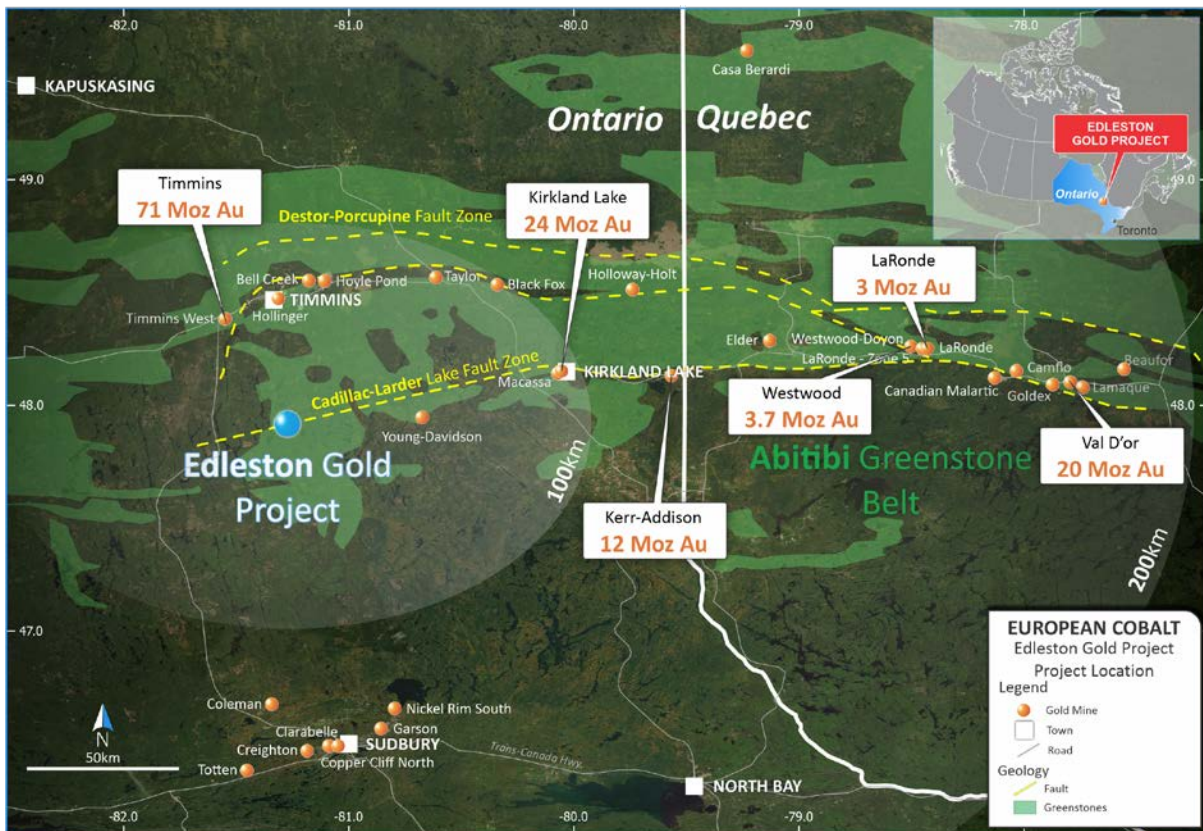 -82.0
-81.0
-80.0
-79.0
-78.0
KAPUSKASING
Casa Berardi
Ontario
Quebec
EDLESTON
GOLD PROJECT
Ontario
Toronto
49.0
49.0
Timmins
71 Moz Au
Destor-Porcupine Fault Zone
Kirkland Lake
24 Moz Au
Bell Creek
Hoyle Pond
Taylor
Black Fox
Holloway-Holt
TIMMINS
Hollinger
Timmins West
LaRonde
3 Moz Au
Elder
Westwood-Doyon
LaRonde
LaRonde - Zone 5
Cadillac-Larder Lake Fault Zone
Macassa
KIRKLAND LAKE
Canadian Malartic
Camflo
Goldex
Beaufor
Lamaque
48.0
48.0
Young-Davidson
Westwood
3.7 Moz Au
Val D'or
20 Moz Au
Edleston Gold
Project
100km
Abitibi Greenstone
Belt
Kerr-Addison
12 Moz Au
200km
47.0
EUROPEAN COBALT
Edleston Gold Project
Project Location
Legend
Gold Mine
Town
Road
Geology
Fault
Greenstones
Coleman
Nickel Rim South
Clarabelle
Garson
Creighton
SUDBURY
Copper Cliff North
Totten
Trans-Canada Hwy.
NORTH BAY
N
50km
-82.0
-81.0
-80.0
-79.0